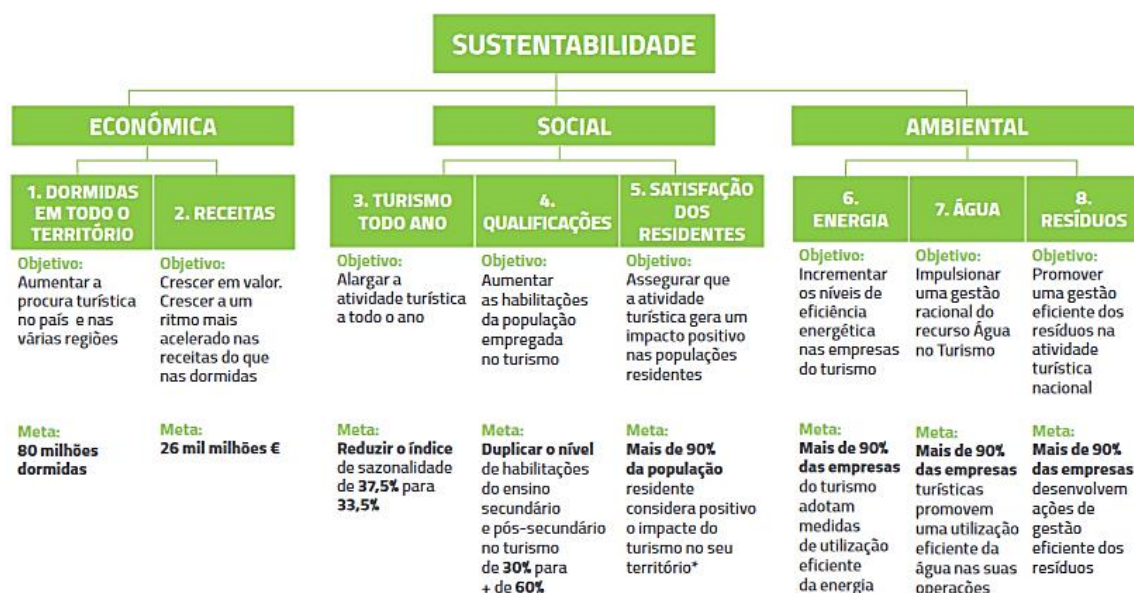 SUSTENTABILIDADE
ECONÓMICA
SOCIAL
AMBIENTAL
1. DORMIDAS
EM TODO O
TERRITÓRIO
2. RECEITAS
3. TURISMO
TODO ANO
4.
QUALIFICAÇÕES
5. SATISFAÇÃO
DOS
RESIDENTES
6.
ENERGIA
7. ÁGUA
8.
RESÍDUOS
Objetivo:
Aumentar a
procura turística
no país e nas
várias regiões
Objetivo:
Crescer em valor.
Crescer a um
ritmo mais
acelerado nas
receitas do que
nas dormidas
Objetivo:
Alargar a
atividade turística
a todo o ano
Objetivo:
Aumentar
as habilitações
da população
empregada
no turismo
Objetivo:
Assegurar que
a atividade
turística gera um
impacto positivo
nas populações
residentes
Objetivo:
Incrementar
os níveis de
eficiência
energética
nas empresas
do turismo
Objetivo:
Impulsionar
uma gestão
racional do
recurso Água
no Turismo
Objetivo:
Promover
uma gestão
eficiente dos
resíduos na
atividade
turística
nacional
Meta:
80 milhões
dormidas
Meta:
26 mil milhões €
Meta:
Reduzir o índice
de sazonalidade
de 37,5% para
33,5%
Meta:
Duplicar o nível
de habilitações
do ensino
secundário
e pós-secundário
no turismo
de 30% para
+ de 60%
Meta:
Mais de 90%
da população
residente
considera positivo
o impacte do
turismo no seu
território*
Meta:
Mais de 90%
das empresas
do turismo
adotam
medidas
de utilização
eficiente
da energia
Meta:
Mais de 90%
das empresas
turísticas
promovem
uma utilização
eficiente da
água nas suas
operações
Meta:
Mais de 90%
das empresas
desenvolvem
ações de
gestão
eficiente dos
resíduos